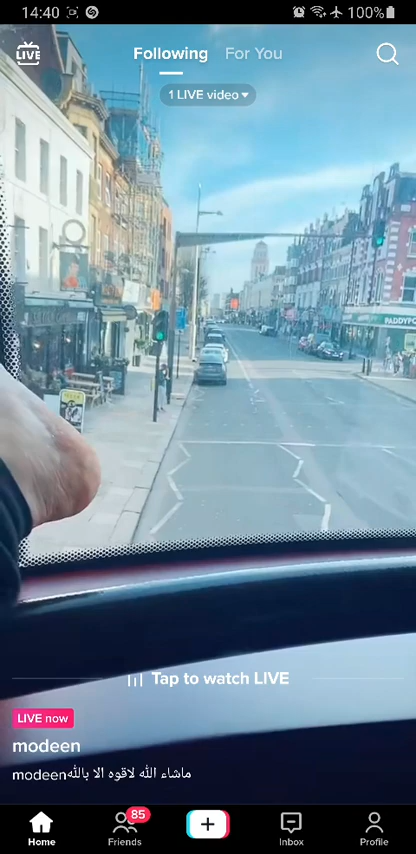 14:40
100%
LIVE
Following
For You
1 LIVE video
PADDYPO
Tap to watch LIVE
LIVE now
modeen
modeenماشاء الله لاقوه الا بالله
85
Home
Friends
Inbox
Profile